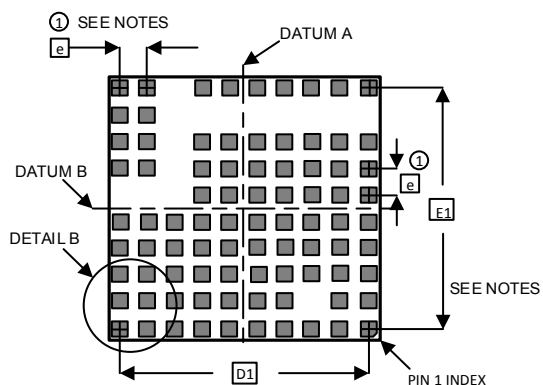 ① SEE NOTES
e
DATUM A
DATUM B
①
e
E1
DETAIL B
SEE NOTES
D1
PIN 1 INDEX